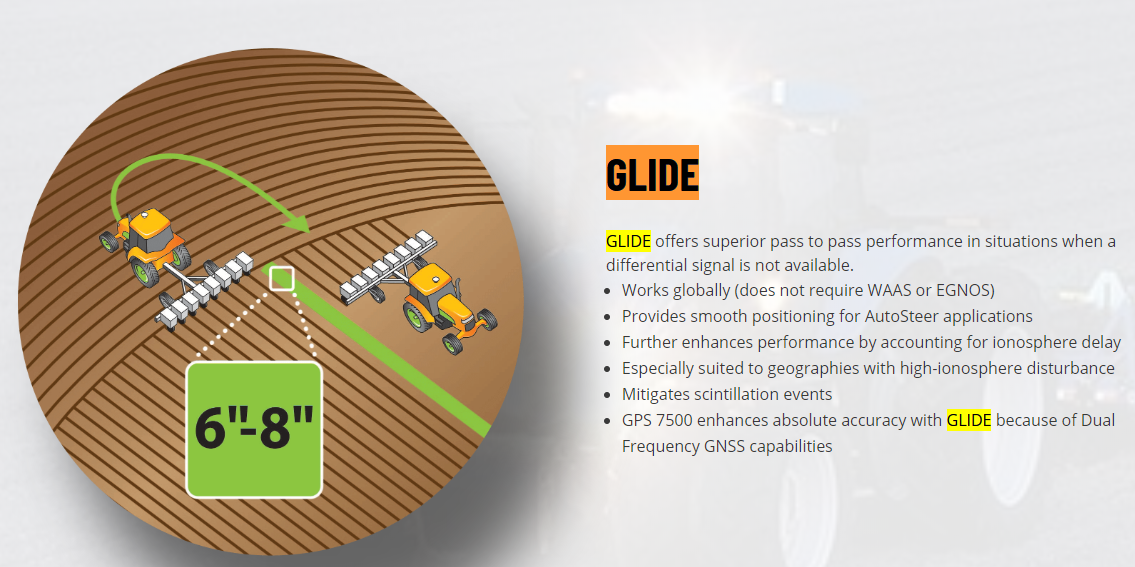 GLIDE
GLIDE offers superior pass to pass performance in situations when a
differential signal is not available.
• Works globally (does not require WAAS or EGNOS)
• Provides smooth positioning for AutoSteer applications
• Further enhances performance by accounting for ionosphere delay
• Especially suited to geographies with high-ionosphere disturbance
• Mitigates scintillation events
• GPS 7500 enhances absolute accuracy with GLIDE because of Dual
Frequency GNSS capabilities
6"-8"